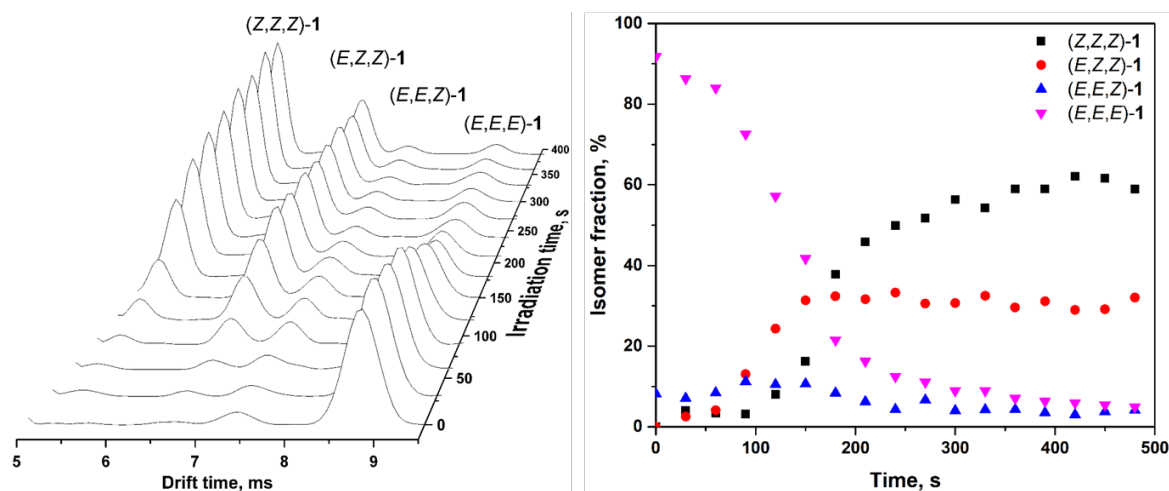 (Z,Z,Z)-1
(E,Z,Z)-1
(E,E,Z)-1
(E,E,E)-1
400
350
300
250
200
150
100
50
0
Irradiation time, s
5
6
7
8
9
Drift time, ms
100
80
60
40
20
0
Isomer fraction, %
(Z,Z,Z)-1
(E,Z,Z)-1
(E,E,Z)-1
(E,E,E)-1
0
100
200
300
400
500
Time, s